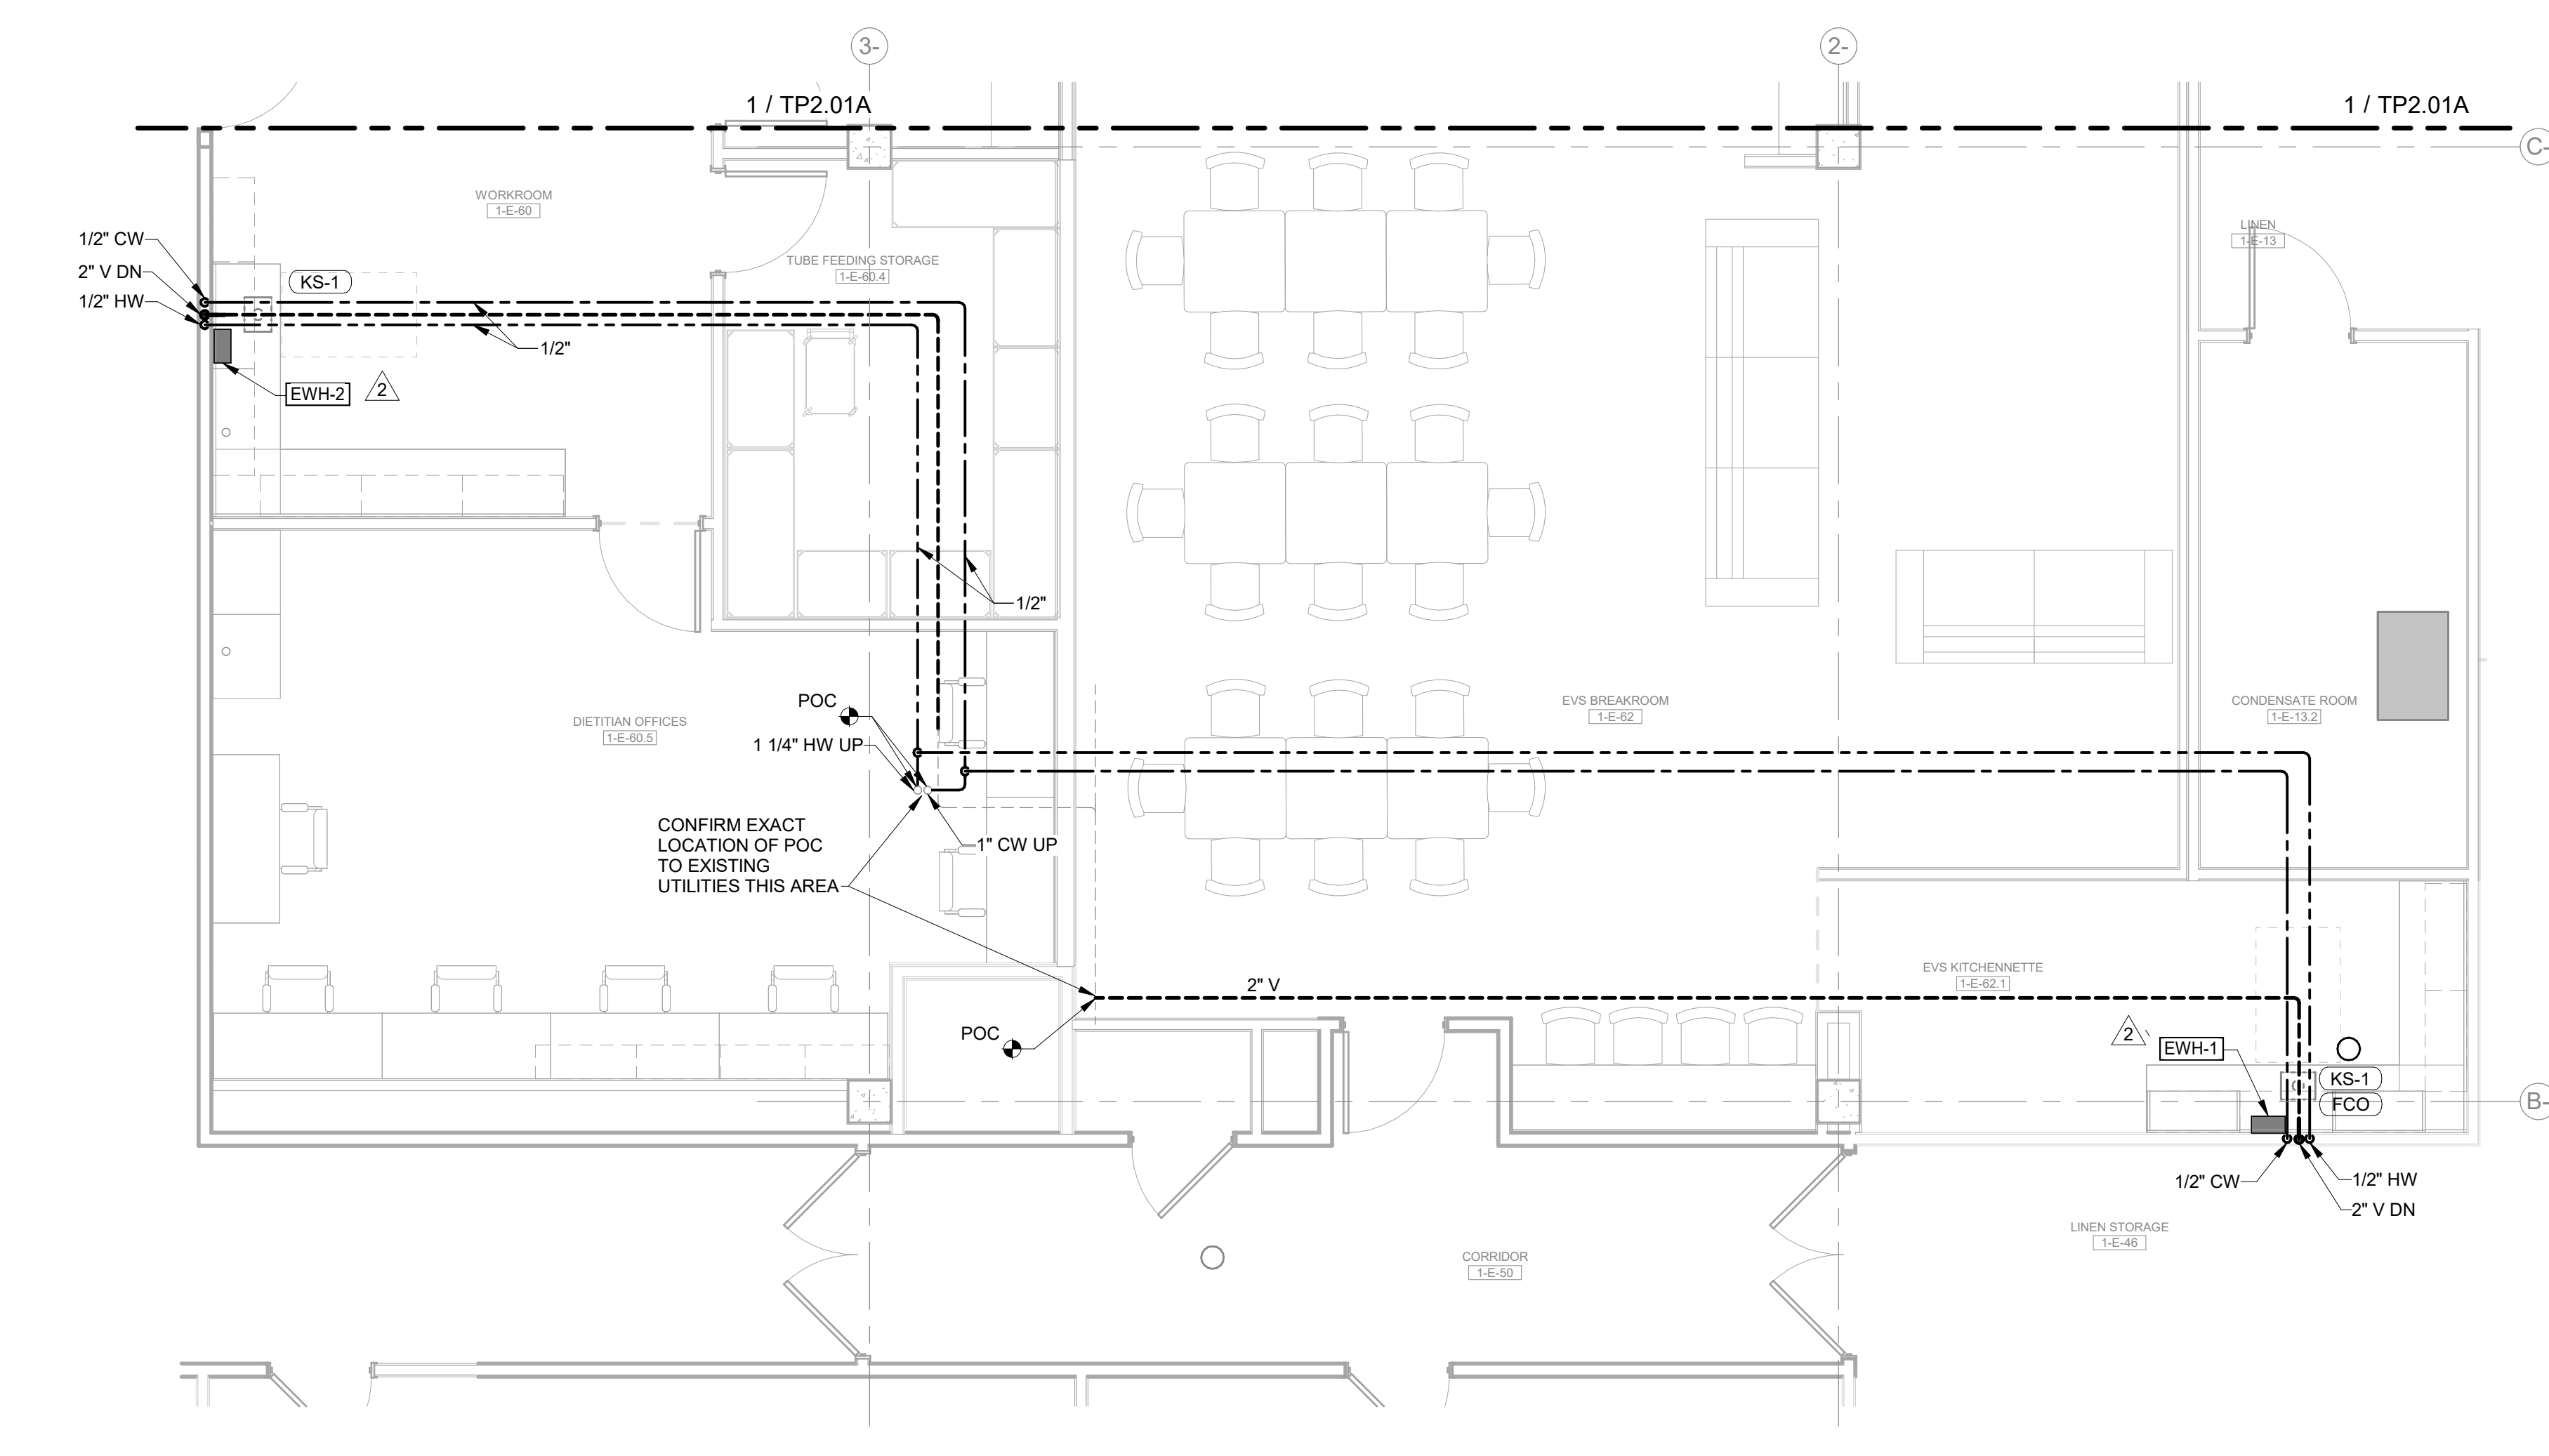 3-
2-
1 / TP2.01A
1 / TP2.01A
C-
WORKROOM
1-E-60
LINEN
1-E-13
1/2" CW
2" V DN
1/2" HW
KS-1
TUBE FEEDING STORAGE
1-E-60.4
1/2"
EWH-2
2
1/2"
POC
DIETITIAN OFFICES
1-E-60.5
EVS BREAKROOM
1-E-62
CONDENSATE ROOM
1-E-13.2
1 1/4" HW UP
CONFIRM EXACT
LOCATION OF POC
TO EXISTING
UTILITIES THIS AREA
1" CW UP
EVS KITCHENNETTE
1-E-62.1
2" V
POC
2
EWH-1
KS-1
FCO
B-
1/2" CW
1/2" HW
2" V DN
LINEN STORAGE
1-E-46
CORRIDOR
1-E-50